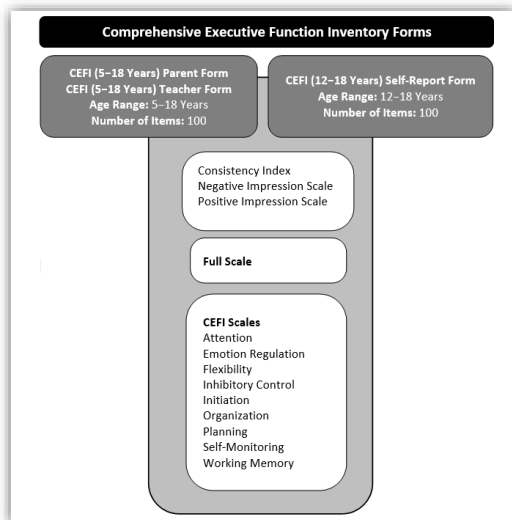 Comprehensive Executive Function Inventory Forms
CEFI (5–18 Years) Parent Form
CEFI (5–18 Years) Teacher Form
Age Range: 5–18 Years
Number of Items: 100
CEFI (12–18 Years) Self-Report Form
Age Range: 12–18 Years
Number of Items: 100
Consistency Index
Negative Impression Scale
Positive Impression Scale
Full Scale
CEFI Scales
Attention
Emotion Regulation
Flexibility
Inhibitory Control
Initiation
Organization
Planning
Self-Monitoring
Working Memory